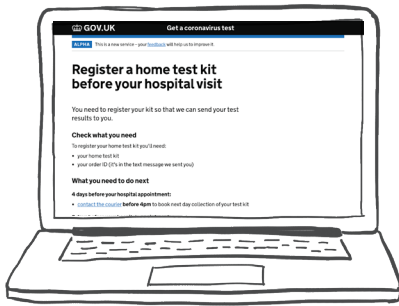 GOV.UK Get a coronavirus test
ALPHA This is a new service - your feedback will help us to improve it.
Register a home test kit
before your hospital visit
You need to register your kit so that we can send your test
results to you.
Check what you need
To register your home test kit you'll need:
• your home test kit
• your order ID (it's in the text message we sent you)
What you need to do next
4 days before your hospital appointment:
• contact the courier before 4pm to book next day collection of your test kit